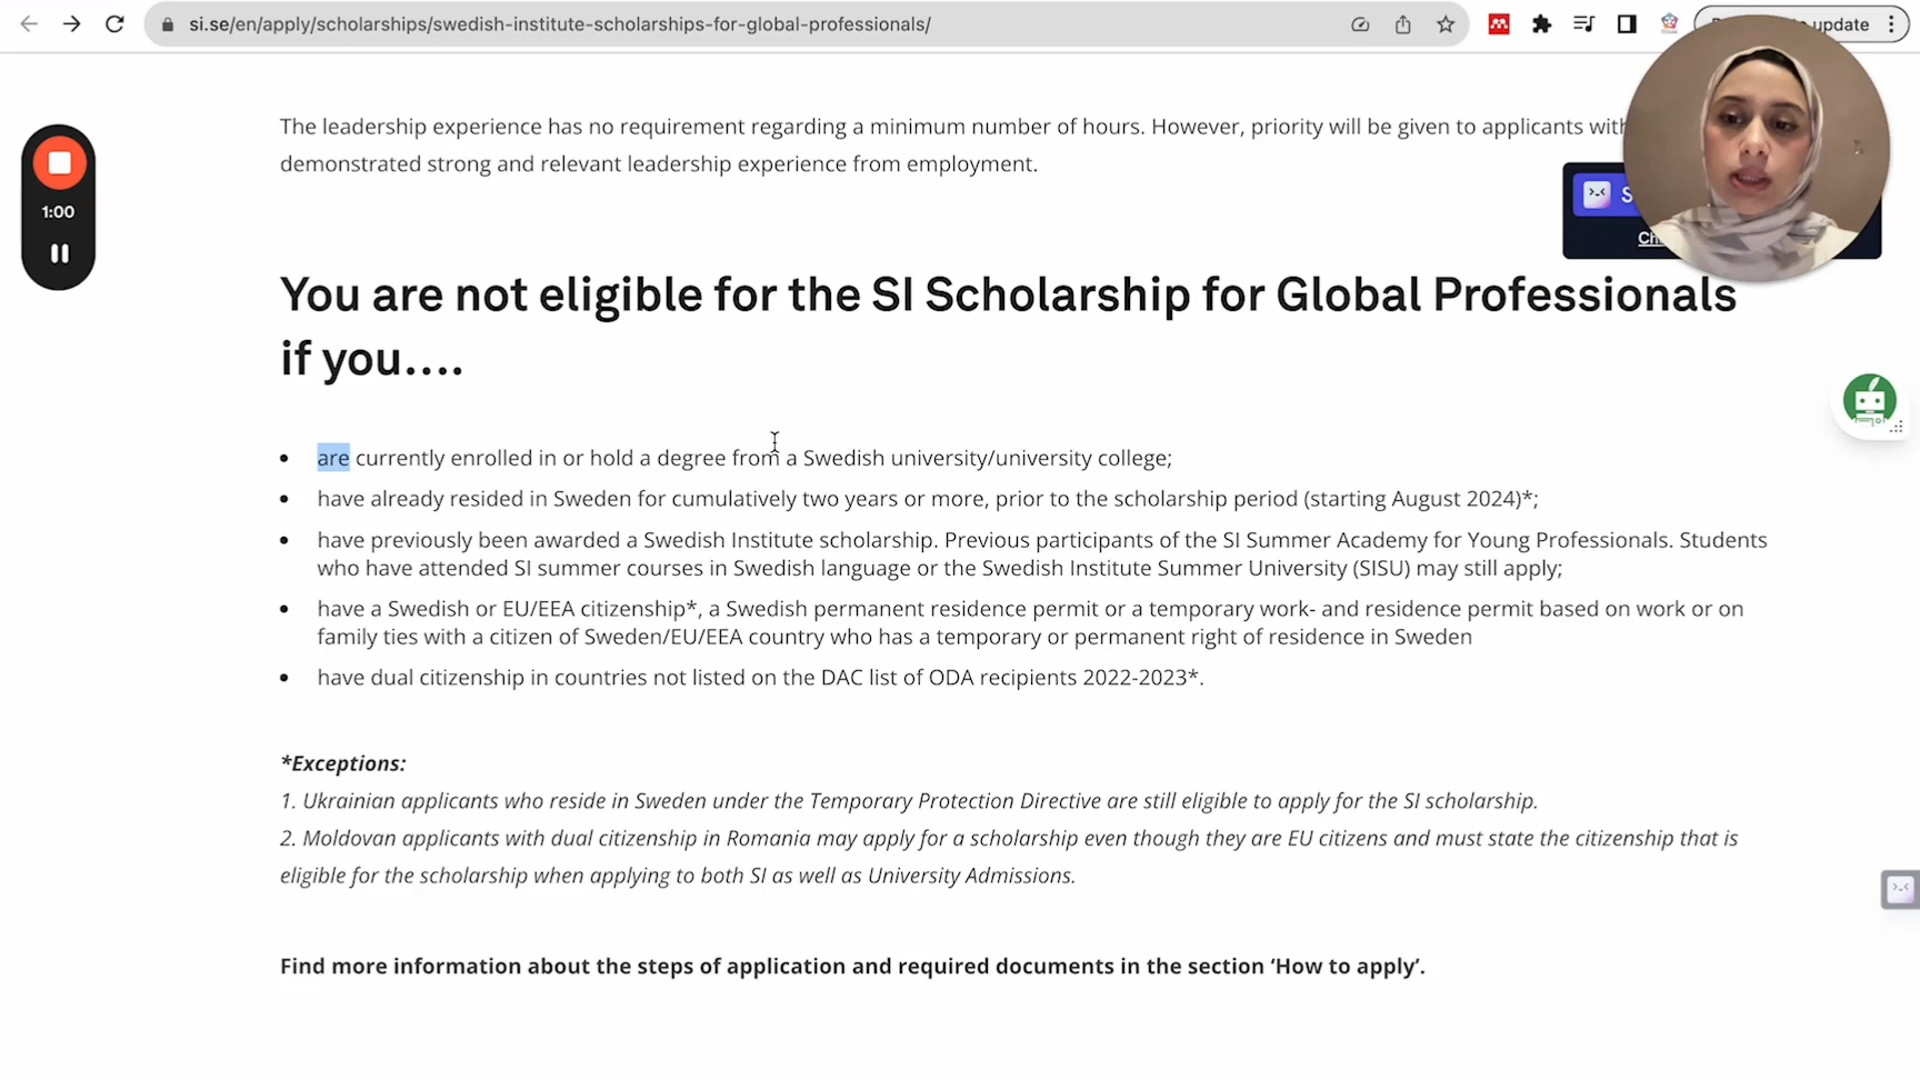 si.se/en/apply/scholarships/swedish-institute-scholarships-for-global-professionals/
update
The leadership experience has no requirement regarding a minimum number of hours. However, priority will be given to applicants with
demonstrated strong and relevant leadership experience from employment.
1:00
You are not eligible for the SI Scholarship for Global Professionals
if you....
• are currently enrolled in or hold a degree from a Swedish university/university college;
• have already resided in Sweden for cumulatively two years or more, prior to the scholarship period (starting August 2024)*;
• have previously been awarded a Swedish Institute scholarship. Previous participants of the SI Summer Academy for Young Professionals. Students
who have attended SI summer courses in Swedish language or the Swedish Institute Summer University (SISU) may still apply;
• have a Swedish or EU/EEA citizenship*, a Swedish permanent residence permit or a temporary work- and residence permit based on work or on
family ties with a citizen of Sweden/EU/EEA country who has a temporary or permanent right of residence in Sweden
• have dual citizenship in countries not listed on the DAC list of ODA recipients 2022-2023*.
*Exceptions:
1. Ukrainian applicants who reside in Sweden under the Temporary Protection Directive are still eligible to apply for the SI scholarship.
2. Moldovan applicants with dual citizenship in Romania may apply for a scholarship even though they are EU citizens and must state the citizenship that is
eligible for the scholarship when applying to both SI as well as University Admissions.
Find more information about the steps of application and required documents in the section ‘How to apply’.